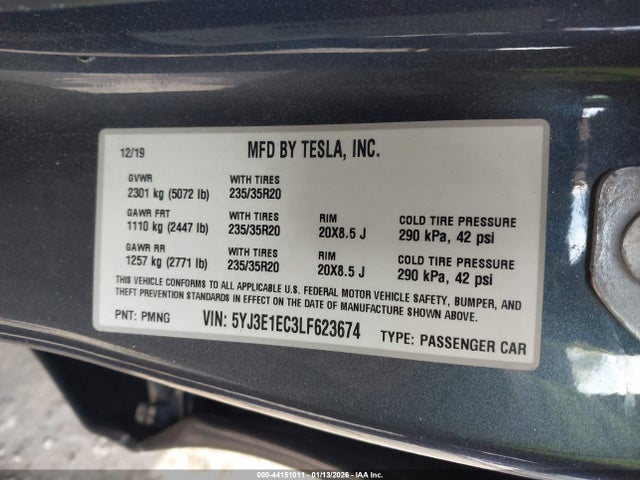 12/19 MFD BY TESLA, INC.
GVWR WITH TIRES
2301 kg (5072 lb) 235/35R20
GAWR FRT WITH TIRES RIM COLD TIRE PRESSURE
1110 kg (2447 lb) 235/35R20 20X8.5 J 290 kPa, 42 psi
GAWR RR WITH TIRES RIM COLD TIRE PRESSURE
1257 kg (2771 lb) 235/35R20 20X8.5 J 290 kPa, 42 psi
THIS VEHICLE CONFORMS TO ALL APPLICABLE U.S. FEDERAL MOTOR VEHICLE SAFETY, BUMPER, AND
THEFT PREVENTION STANDARDS IN EFFECT ON THE DATE OF MANUFACTURE SHOWN ABOVE.
PNT: PMNG VIN: 5YJ3E1EC3LF623674 TYPE: PASSENGER CAR
000-44151011 - 01/13/2026 - IAA Inc.